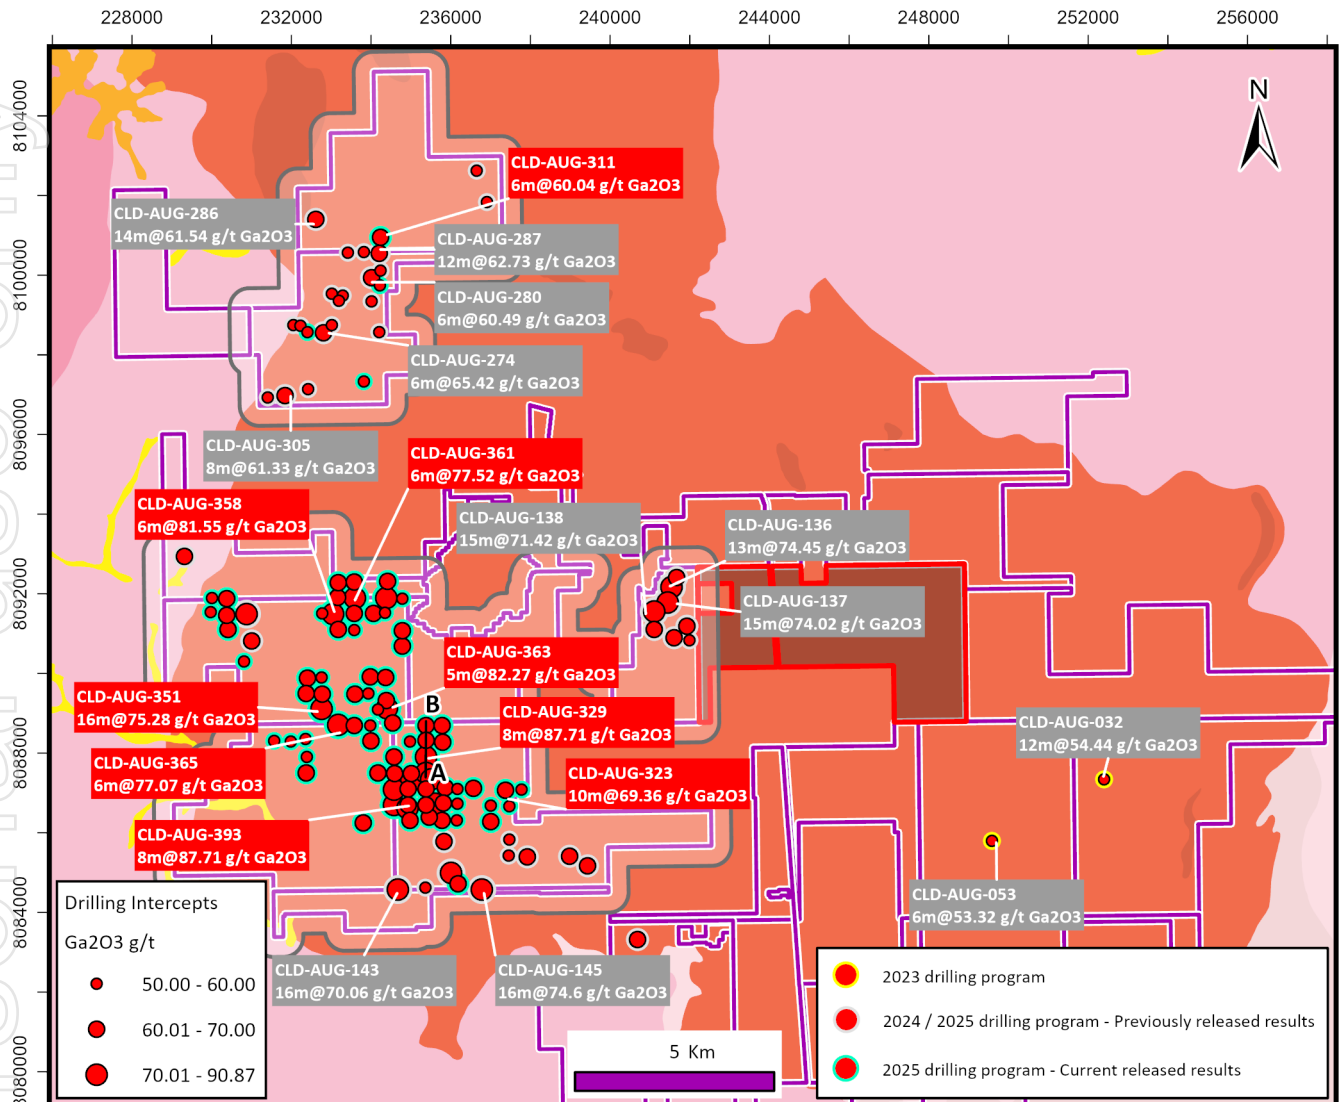 228000 232000 236000 240000 244000 248000 252000 256000
8104000
8100000
8096000
8092000
8088000
8084000
8080000
N
CLD-AUG-311
6m@60.04 g/t Ga2O3
CLD-AUG-286
14m@61.54 g/t Ga2O3
CLD-AUG-287
12m@62.73 g/t Ga2O3
CLD-AUG-280
6m@60.49 g/t Ga2O3
CLD-AUG-274
6m@65.42 g/t Ga2O3
CLD-AUG-305
8m@61.33 g/t Ga2O3
CLD-AUG-361
6m@77.52 g/t Ga2O3
CLD-AUG-358
6m@81.55 g/t Ga2O3
CLD-AUG-138
15m@71.42 g/t Ga2O3
CLD-AUG-136
13m@74.45 g/t Ga2O3
CLD-AUG-137
15m@74.02 g/t Ga2O3
CLD-AUG-363
5m@82.27 g/t Ga2O3
CLD-AUG-351
16m@75.28 g/t Ga2O3
B
CLD-AUG-329
8m@87.71 g/t Ga2O3
CLD-AUG-032
12m@54.44 g/t Ga2O3
CLD-AUG-365
6m@77.07 g/t Ga2O3
A
CLD-AUG-323
10m@69.36 g/t Ga2O3
CLD-AUG-393
8m@87.71 g/t Ga2O3
CLD-AUG-053
6m@53.32 g/t Ga2O3
CLD-AUG-143
16m@70.06 g/t Ga2O3
CLD-AUG-145
16m@74.6 g/t Ga2O3
Drilling Intercepts
Ga2O3 g/t
50.00 - 60.00
60.01 - 70.00
70.01 - 90.87
5 Km
2023 drilling program
2024 / 2025 drilling program - Previously released results
2025 drilling program - Current released results